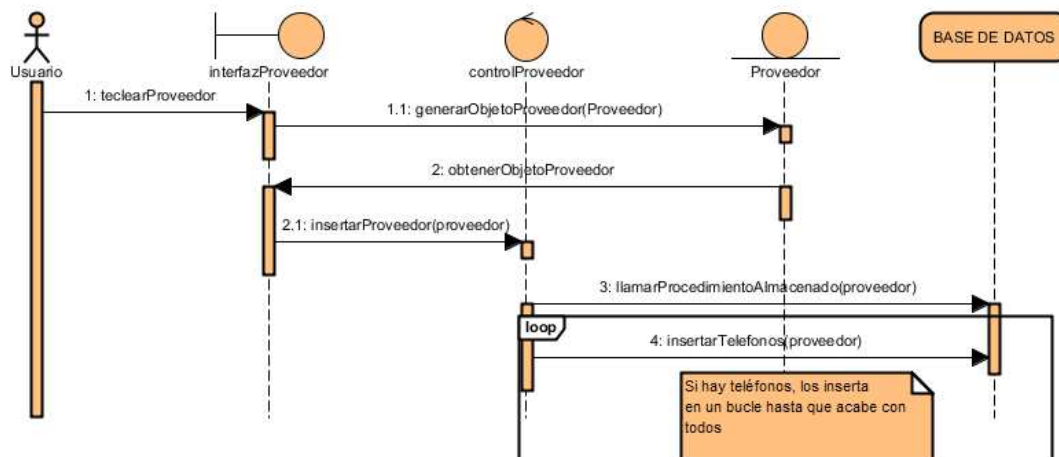 Usuario
interfazProveedor
controlProveedor
Proveedor
BASE DE DATOS
1: teclearProveedor
1.1: generarObjetoProveedor(Proveedor)
2: obtenerObjetoProveedor
2.1: insertarProveedor(proveedor)
3: llamarProcedimientoAlmacenado(proveedor)
loop
4: insertarTelefonos(proveedor)
Si hay teléfonos, los inserta
en un bucle hasta que acabe con
todos